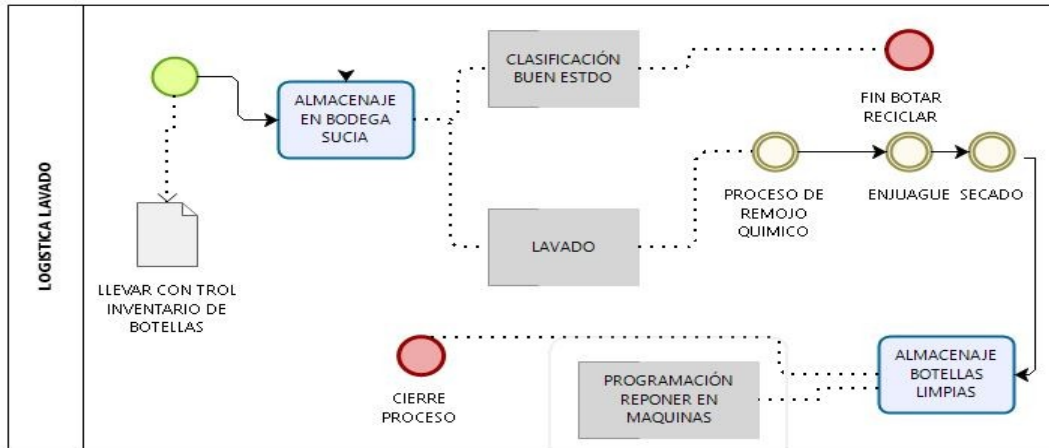 LOGISTICA LAVADO
ALMACENAJE
EN BODEGA
SUCIA
CLASIFICACIÓN
BUEN ESTDO
FIN BOTAR
RECICLAR
LLEVAR CON TROL
INVENTARIO DE
BOTELLAS
LAVADO
PROCESO DE
REMOJO
QUIMICO
ENJUAGUE
SECADO
CIERRE
PROCESO
PROGRAMACIÓN
REPONER EN
MAQUINAS
ALMACENAJE
BOTELLAS
LIMPIAS